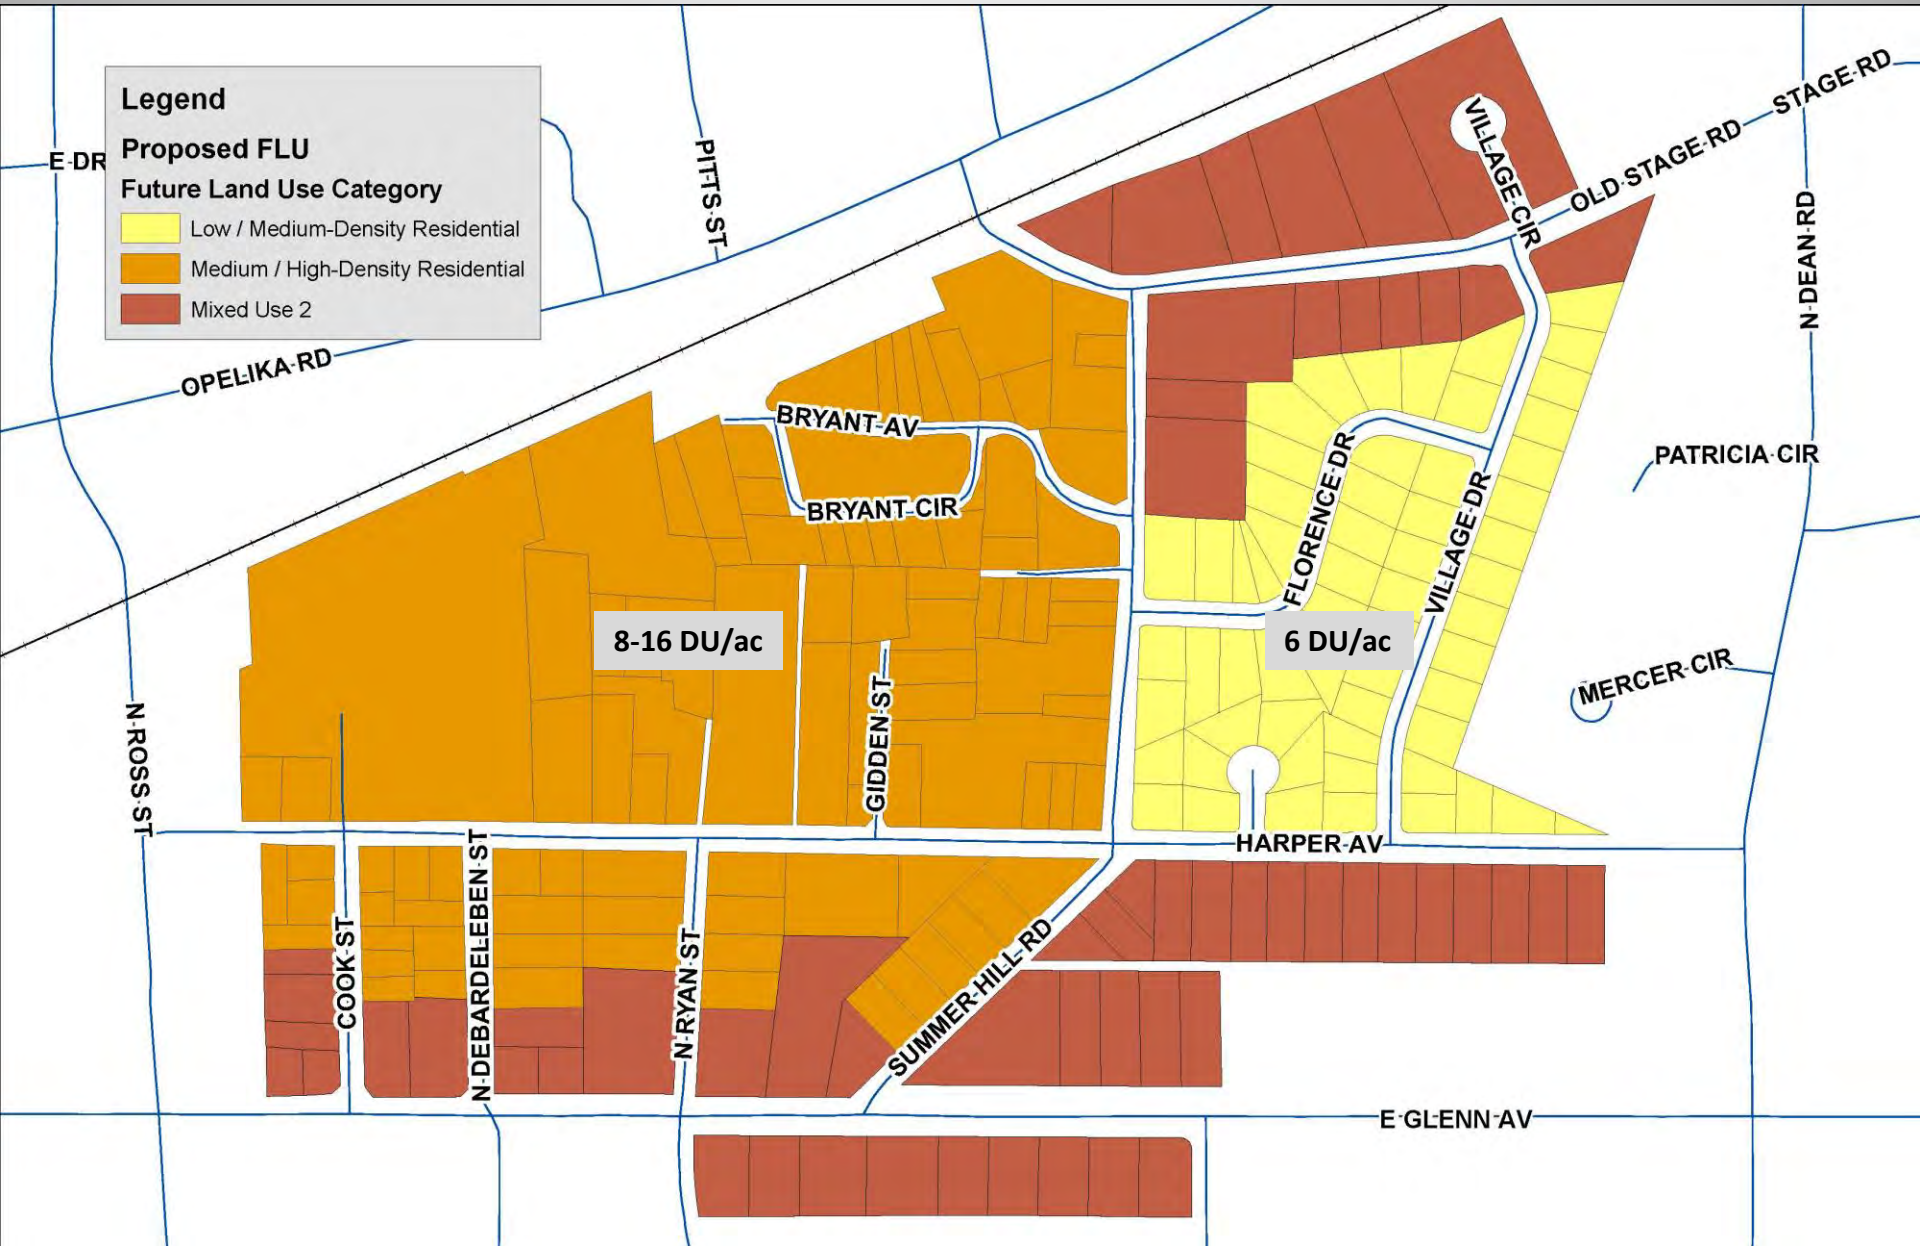 Legend
Proposed FLU
Future Land Use Category
Low / Medium-Density Residential
Medium / High-Density Residential
Mixed Use 2
E DR
PITTS ST
VILLAGE CIR
OLD STAGE RD
STAGE RD
N DEAN RD
OPELIKA RD
BRYANT AV
BRYANT CIR
FLORENCE DR
VILLAGE DR
PATRICIA CIR
8-16 DU/ac
6 DU/ac
MERCER CIR
N ROSS ST
GIDDEN ST
HARPER AV
COOK ST
N DEBARDELEBEN ST
N RYAN ST
SUMMER HILL RD
E GLENN AV